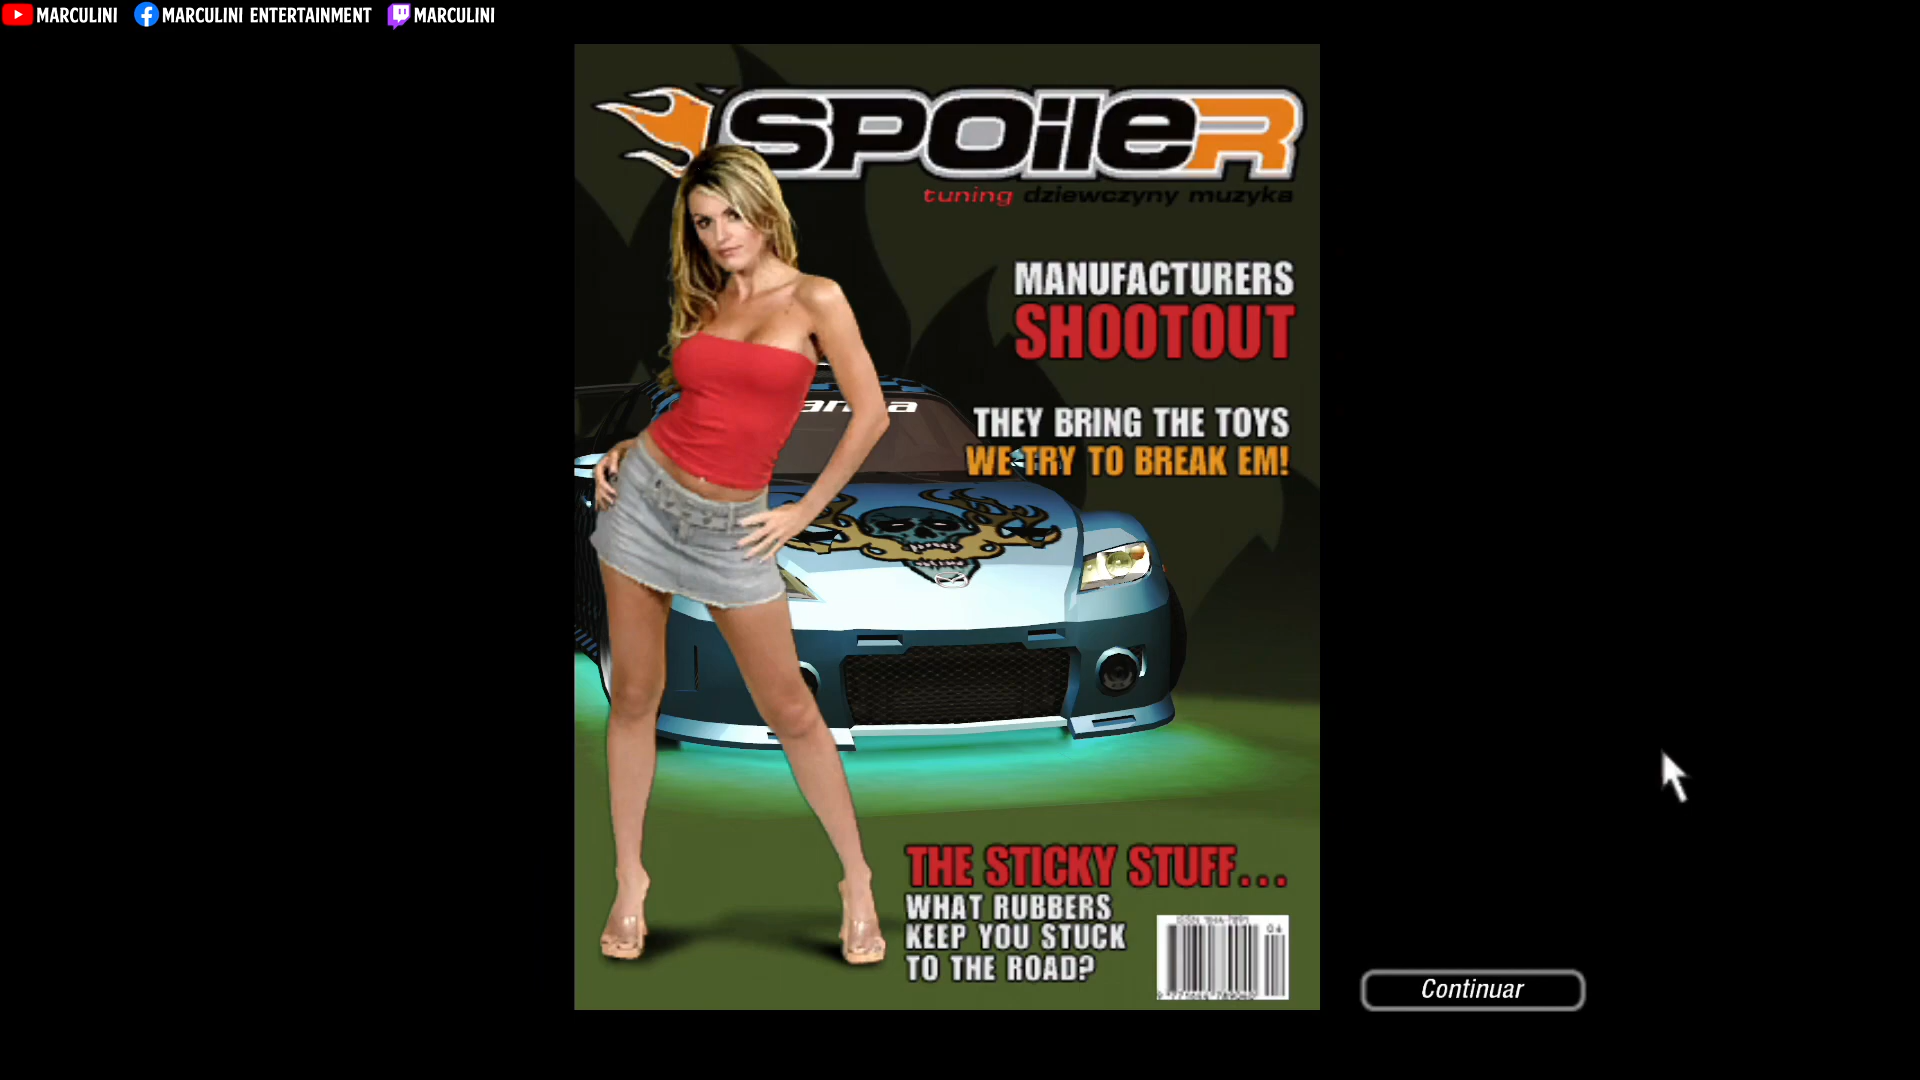 MARCULINI MARCULINI ENTERTAINMENT MARCULINI
SPOILER
tuning dziewczyny muzyka
MANUFACTURERS
SHOOTOUT
THEY BRING THE TOYS
WE TRY TO BREAK EM!
THE STICKY STUFF...
WHAT RUBBERS
KEEP YOU STUCK
TO THE ROAD?
06
Continuar